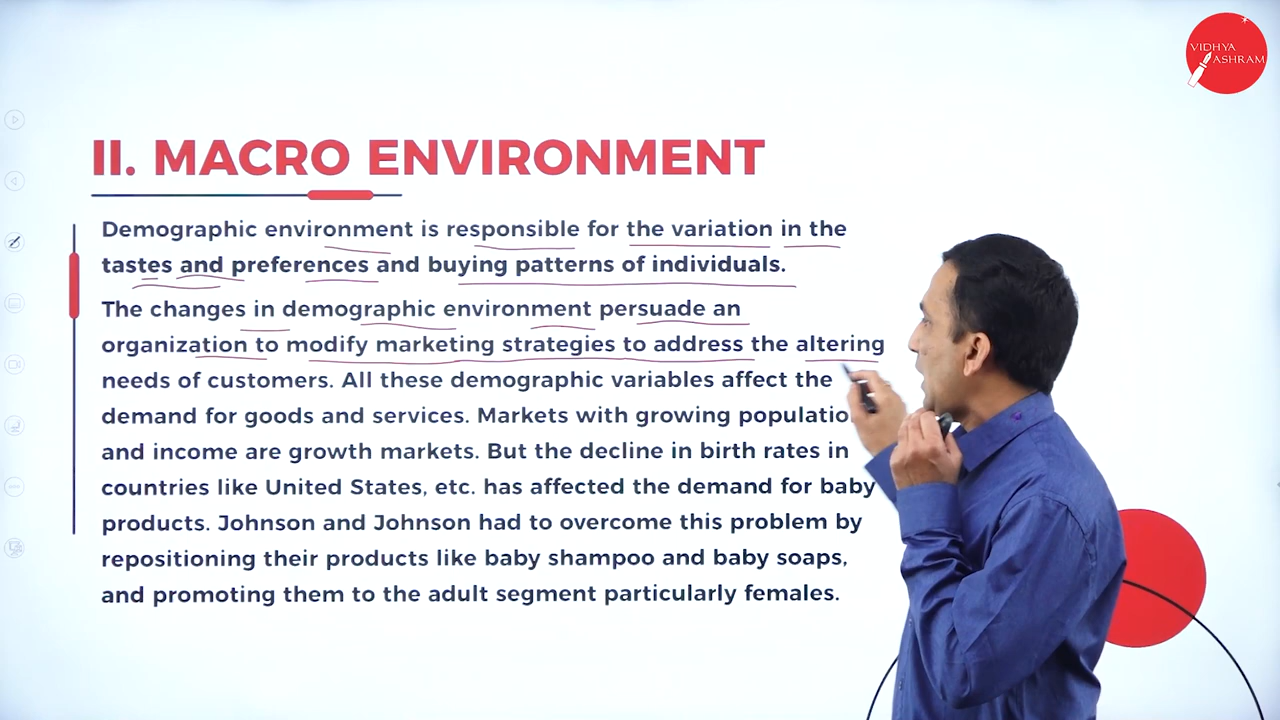 VIDHYA
ASHRAM
II. MACRO ENVIRONMENT
Demographic environment is responsible for the variation in the
tastes and preferences and buying patterns of individuals.
The changes in demographic environment persuade an
organization to modify marketing strategies to address the altering
needs of customers. All these demographic variables affect the
demand for goods and services. Markets with growing populatio
and income are growth markets. But the decline in birth rates in
countries like United States, etc. has affected the demand for baby
products. Johnson and Johnson had to overcome this problem by
repositioning their products like baby shampoo and baby soaps,
and promoting them to the adult segment particularly females.